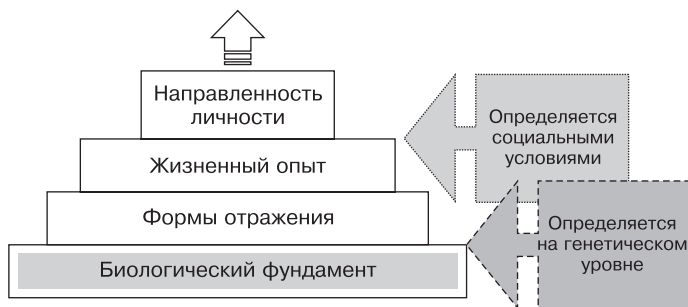 Направленность
личности
Жизненный опыт
Формы отражения
Биологический фундамент
Определяется
социальными
условиями
Определяется
на генетическом
уровне